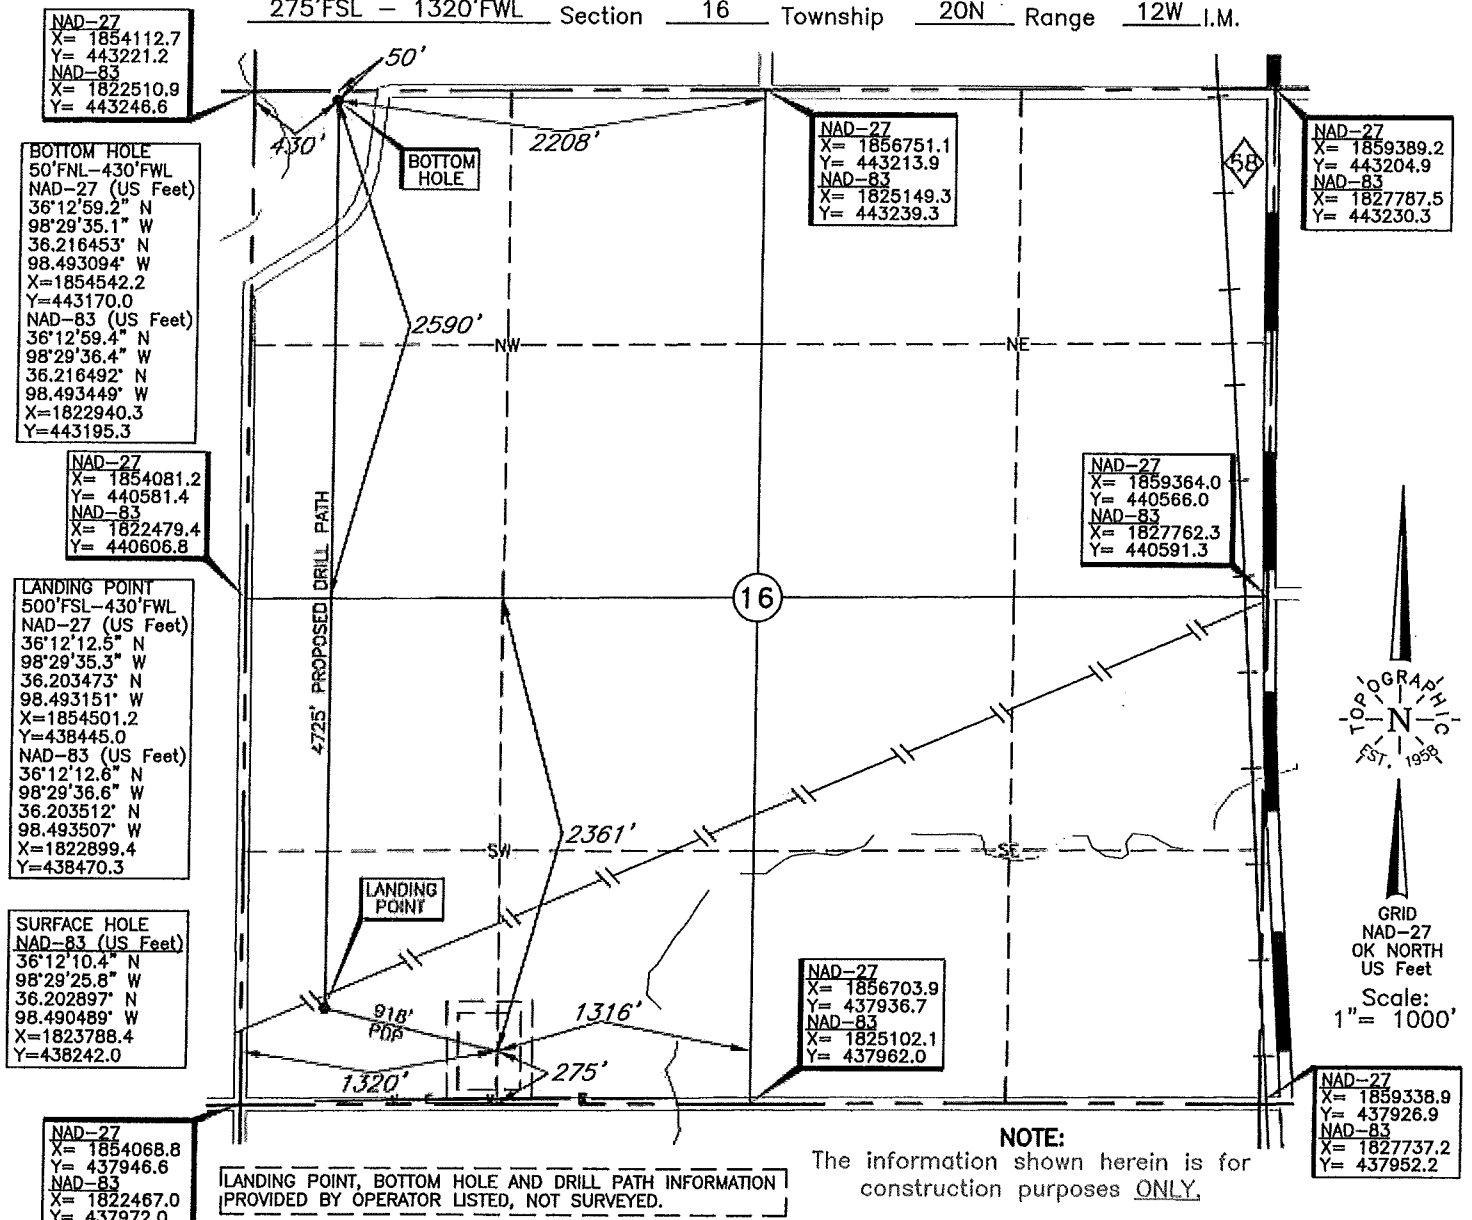 275'FSL – 1320'FWL Section 16 Township 20N Range 12W I.M.
NAD-27
X= 1854112.7
Y= 443221.2
NAD-83
X= 1822510.9
Y= 443246.6
50'
430'
2208'
BOTTOM
HOLE
NAD-27
X= 1856751.1
Y= 443213.9
NAD-83
X= 1825149.3
Y= 443239.3
58
NAD-27
X= 1859389.2
Y= 443204.9
NAD-83
X= 1827787.5
Y= 443230.3
BOTTOM HOLE
50'FNL-430'FWL
NAD-27 (US Feet)
36°12'59.2" N
98°29'35.1" W
36.216453° N
98.493094° W
X=1854542.2
Y=443170.0
NAD-83 (US Feet)
36°12'59.4" N
98°29'36.4" W
36.216492° N
98.493449° W
X=1822940.3
Y=443195.3
2590'
NW
NE
NAD-27
X= 1854081.2
Y= 440581.4
NAD-83
X= 1822479.4
Y= 440606.8
NAD-27
X= 1859364.0
Y= 440566.0
NAD-83
X= 1827762.3
Y= 440591.3
4725' PROPOSED DRILL PATH
16
LANDING POINT
500'FSL-430'FWL
NAD-27 (US Feet)
36°12'12.5" N
98°29'35.3" W
36.203473° N
98.493151° W
X=1854501.2
Y=438445.0
NAD-83 (US Feet)
36°12'12.6" N
98°29'36.6" W
36.203512° N
98.493507° W
X=1822899.4
Y=438470.3
TOPOGRAPHIC
N
EST. 1958
2361'
SW
SE
LANDING
POINT
SURFACE HOLE
NAD-83 (US Feet)
36°12'10.4" N
98°29'25.8" W
36.202897° N
98.490489° W
X=1823788.4
Y=438242.0
GRID
NAD-27
OK NORTH
US Feet
Scale:
1"= 1000'
918'
1316'
1320'
275'
NAD-27
X= 1856703.9
Y= 437936.7
NAD-83
X= 1825102.1
Y= 437962.0
NAD-27
X= 1859338.9
Y= 437926.9
NAD-83
X= 1827737.2
Y= 437952.2
NAD-27
X= 1854068.8
Y= 437946.6
NAD-83
X= 1822467.0
Y= 437972.0
LANDING POINT, BOTTOM HOLE AND DRILL PATH INFORMATION
PROVIDED BY OPERATOR LISTED, NOT SURVEYED.
NOTE:
The information shown herein is for
construction purposes ONLY.